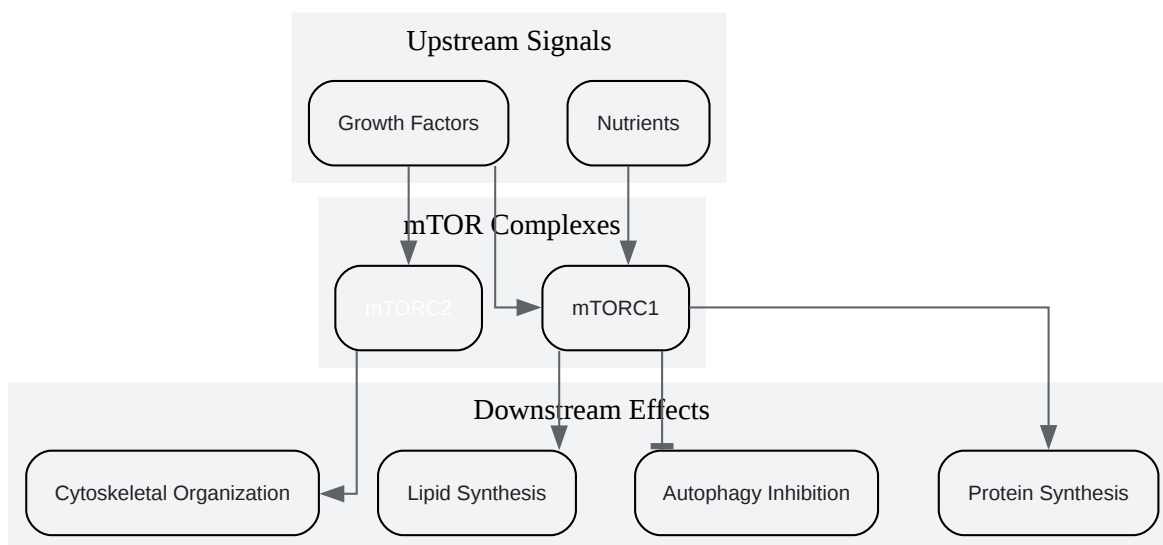 Upstream Signals
Growth Factors
Nutrients
mTOR Complexes
mTORC2
mTORC1
Downstream Effects
Cytoskeletal Organization
Lipid Synthesis
Autophagy Inhibition
Protein Synthesis